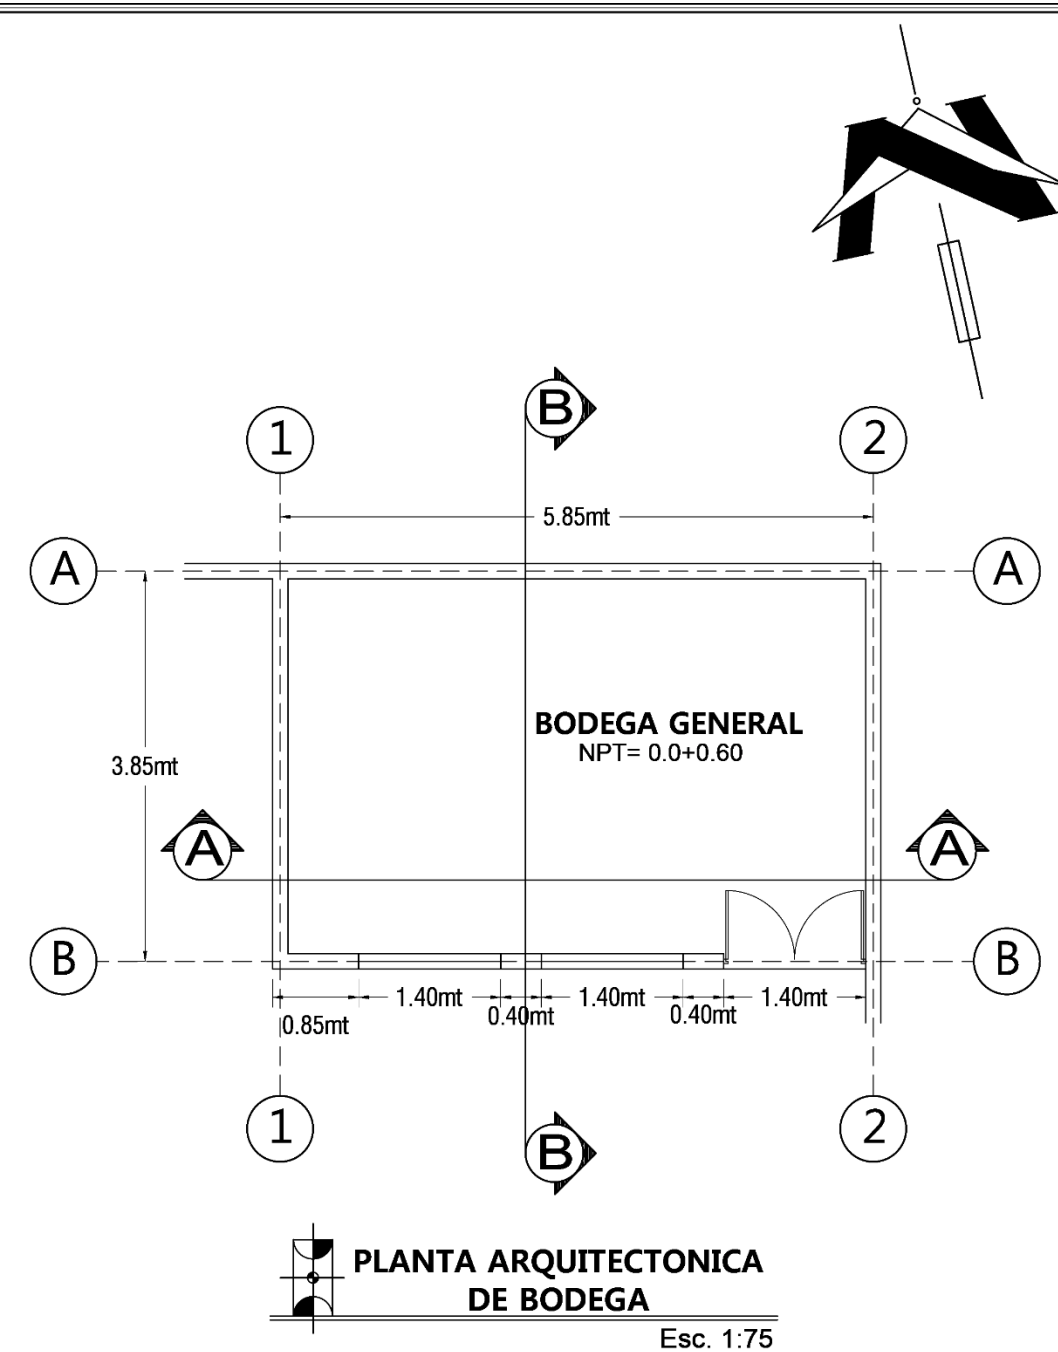 B
1
2
5.85mt
A
A
BODEGA GENERAL
NPT= 0.0+0.60
3.85mt
A
A
B
B
1.40mt
1.40mt
1.40mt
0.40mt
0.40mt
0.85mt
1
2
B
PLANTA ARQUITECTONICA
DE BODEGA
Esc. 1:75